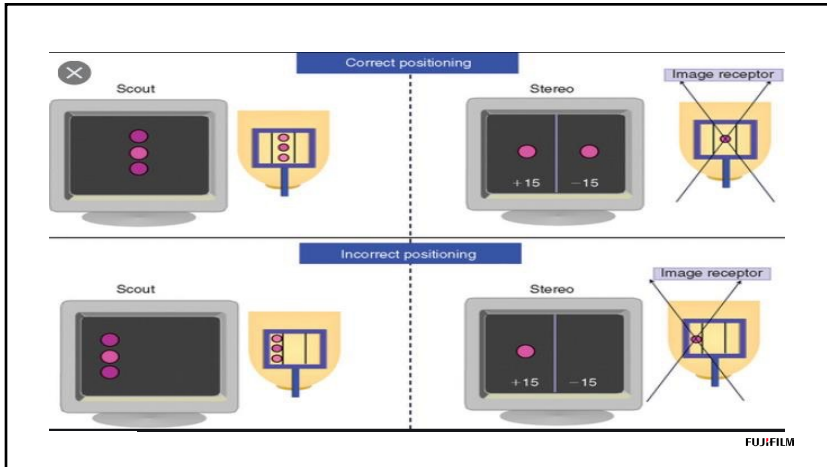 Correct positioning
Scout
Stereo
Image receptor
+15
−15
Incorrect positioning
Scout
Stereo
Image receptor
+15
−15
FUJIFILM